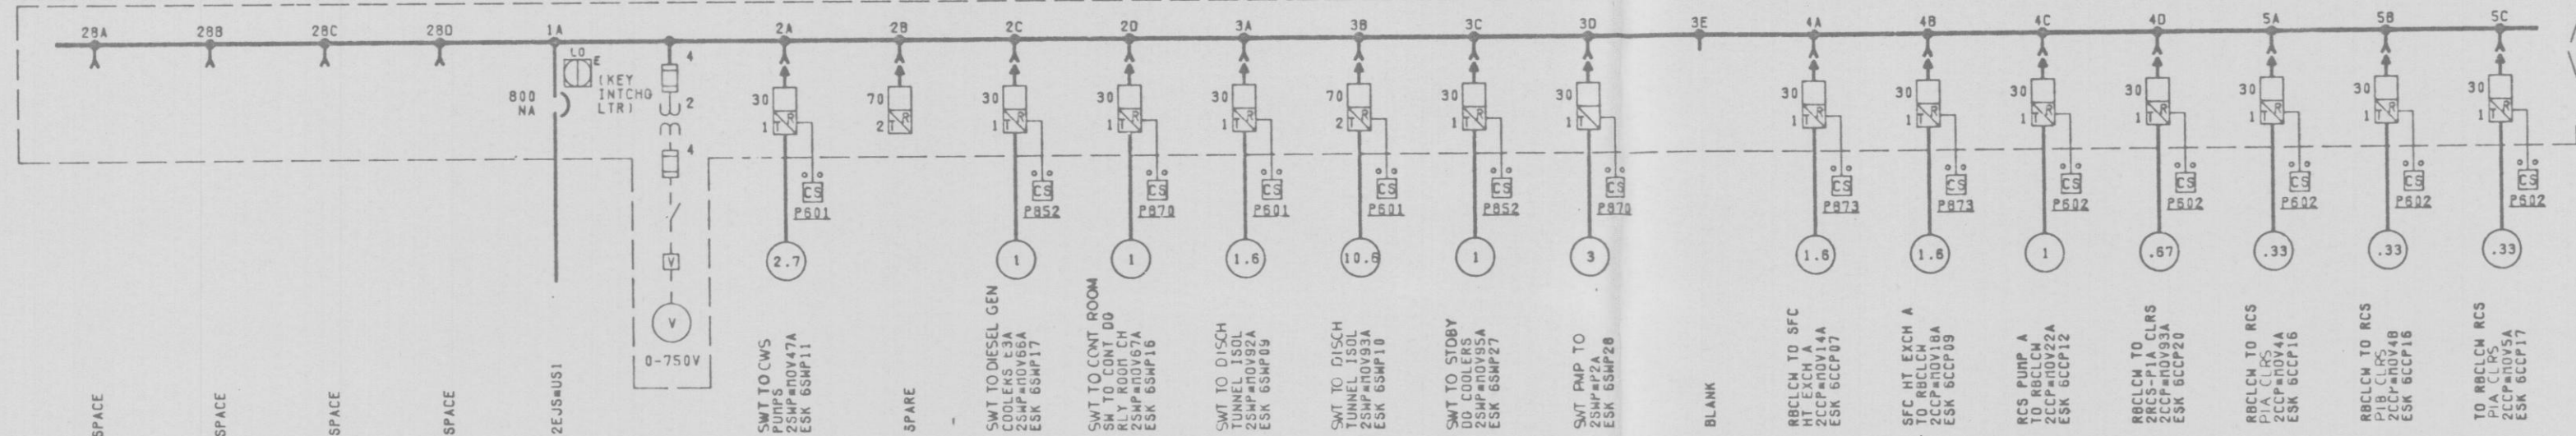 28A 28B 28C 28D 1A 2A 2B 2C 2D 3A 3B 3C 3D 3E 4A 4B 4C 4D 5A 5B 5C
LO
E
(KEY
INTCHG
LTR)
800
NA
4
2
4
V
V
0-750V
30 70 30 30 30 70 30 30 30 30 30 30 30 30 30
1 2 1 1 1 2 1 1 1 1 1 1 1 1 1
T R T R T R T R T R T R T R T T R T R T R T R T R T R T R
CS CS CS CS CS CS CS CS CS CS CS CS CS CS
P601 P852 P870 P601 P601 P852 P870 P873 P873 P602 P602 P602 P602 P602
2.7 1 1 1.6 10.6 1 3 1.6 1.6 1 .67 .33 .33 .33
SPACE
SPACE
SPACE
SPACE
2EJS*US1
SWT TO CWS
PUMPS
2SWP*MOV47A
ESK 6SWP11
SPARE
SWT TO DIESEL GEN
COOLERS E3A
2SWP*MOV66A
ESK 6SWP17
SWT TO CONT ROOM
SW TO CONT DG
RLY ROOM CH
2SWP*MOV67A
ESK 6SWP16
SWT TO DISCH
TUNNEL ISOL
2SWP*MOV92A
ESK 6SWP09
SWT TO DISCH
TUNNEL ISOL
2SWP*MOV93A
ESK 6SWP10
SWT TO STDBY
DG COOLERS
2SWP*MOV95A
ESK 6SWP27
SWT PMP TO
2SWP*P2A
ESK 6SWP28
BLANK
RBCLCW TO SFC
HT EXCH A
2CCP*MOV14A
ESK 6CCP07
SFC HT EXCH A
TO RBCLCW
2CCP*MOV18A
ESK 6CCP09
RCS PUMP A
TO RBCLCW
2CCP*MOV22A
ESK 6CCP12
RBCLCW TO
2RCS-P1A CLRS
2CCP*MOV93A
ESK 6CCP20
RBCLCW TO RCS
P1A CLRS
2CCP*MOV4A
ESK 6CCP16
RBCLCW TO RCS
P1B CLRS
2CCP*MOV4B
ESK 6CCP16
TO RBCLCW RCS
P1A CLRS
2CCP*MOV5A
ESK 6CCP17